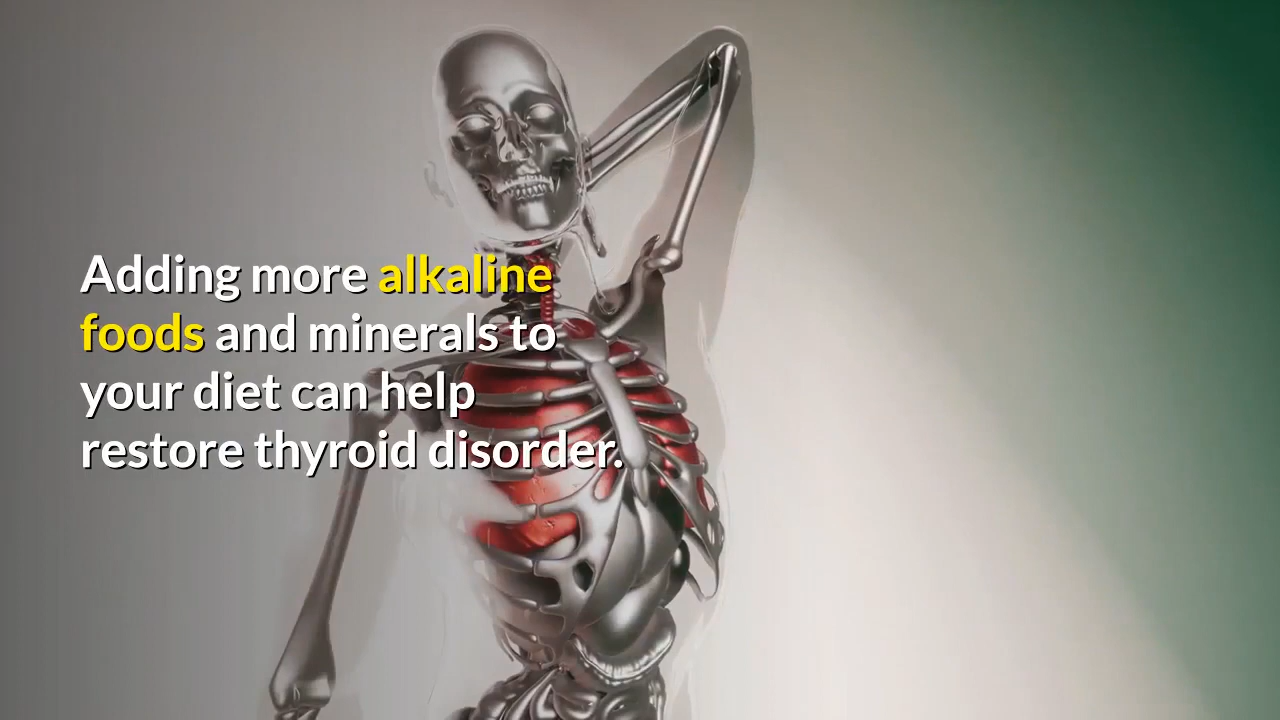 Adding more alkaline
foods and minerals to
your diet can help
restore thyroid disorder.